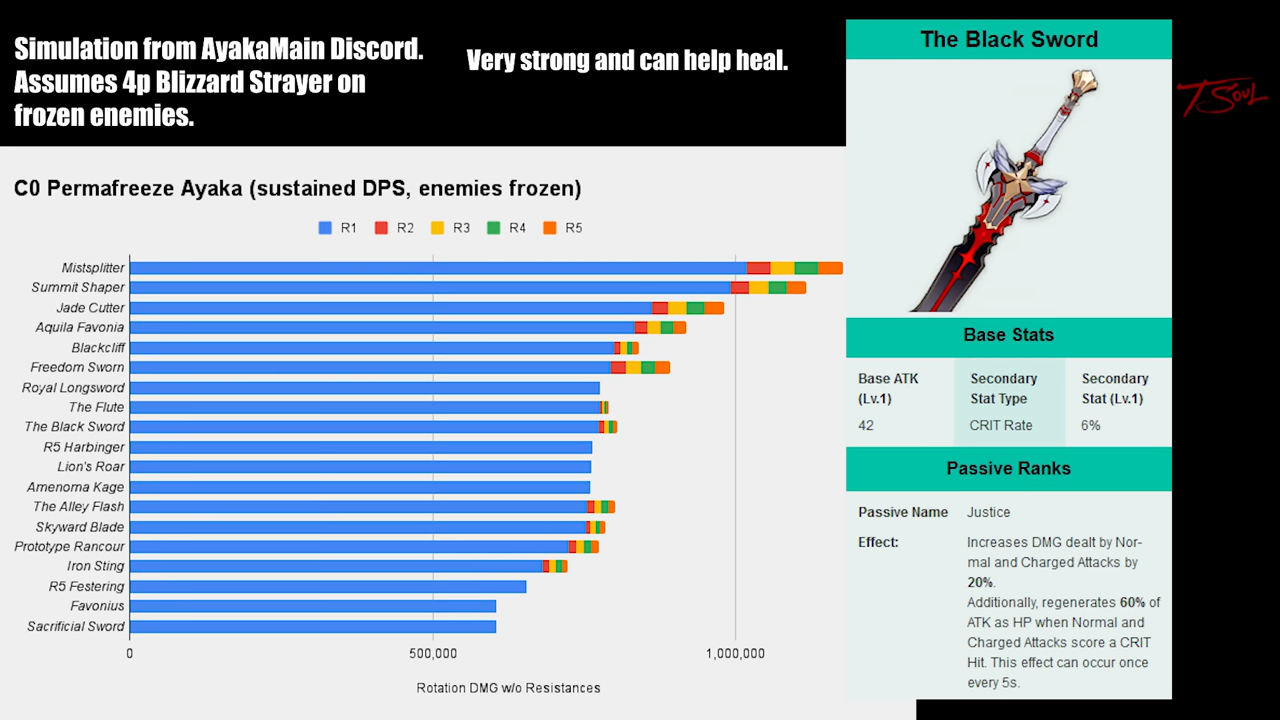 Simulation from AyakaMain Discord.
Assumes 4p Blizzard Strayer on
frozen enemies.
Very strong and can help heal.
The Black Sword
TSOUL
C0 Permafreeze Ayaka (sustained DPS, enemies frozen)
R1 R2 R3 R4 R5
Mistsplitter
Summit Shaper
Jade Cutter
Aquila Favonia
Blackcliff
Freedom Sworn
Royal Longsword
The Flute
The Black Sword
R5 Harbinger
Lion's Roar
Amenoma Kage
The Alley Flash
Skyward Blade
Prototype Rancour
Iron Sting
R5 Festering
Favonius
Sacrificial Sword
0 500,000 1,000,000
Rotation DMG w/o Resistances
Base Stats
Base ATK Secondary Secondary
(Lv.1) Stat Type Stat (Lv.1)
42 CRIT Rate 6%
Passive Ranks
Passive Name Justice
Effect: Increases DMG dealt by Nor-
mal and Charged Attacks by
20%.
Additionally, regenerates 60% of
ATK as HP when Normal and
Charged Attacks score a CRIT
Hit. This effect can occur once
every 5s.